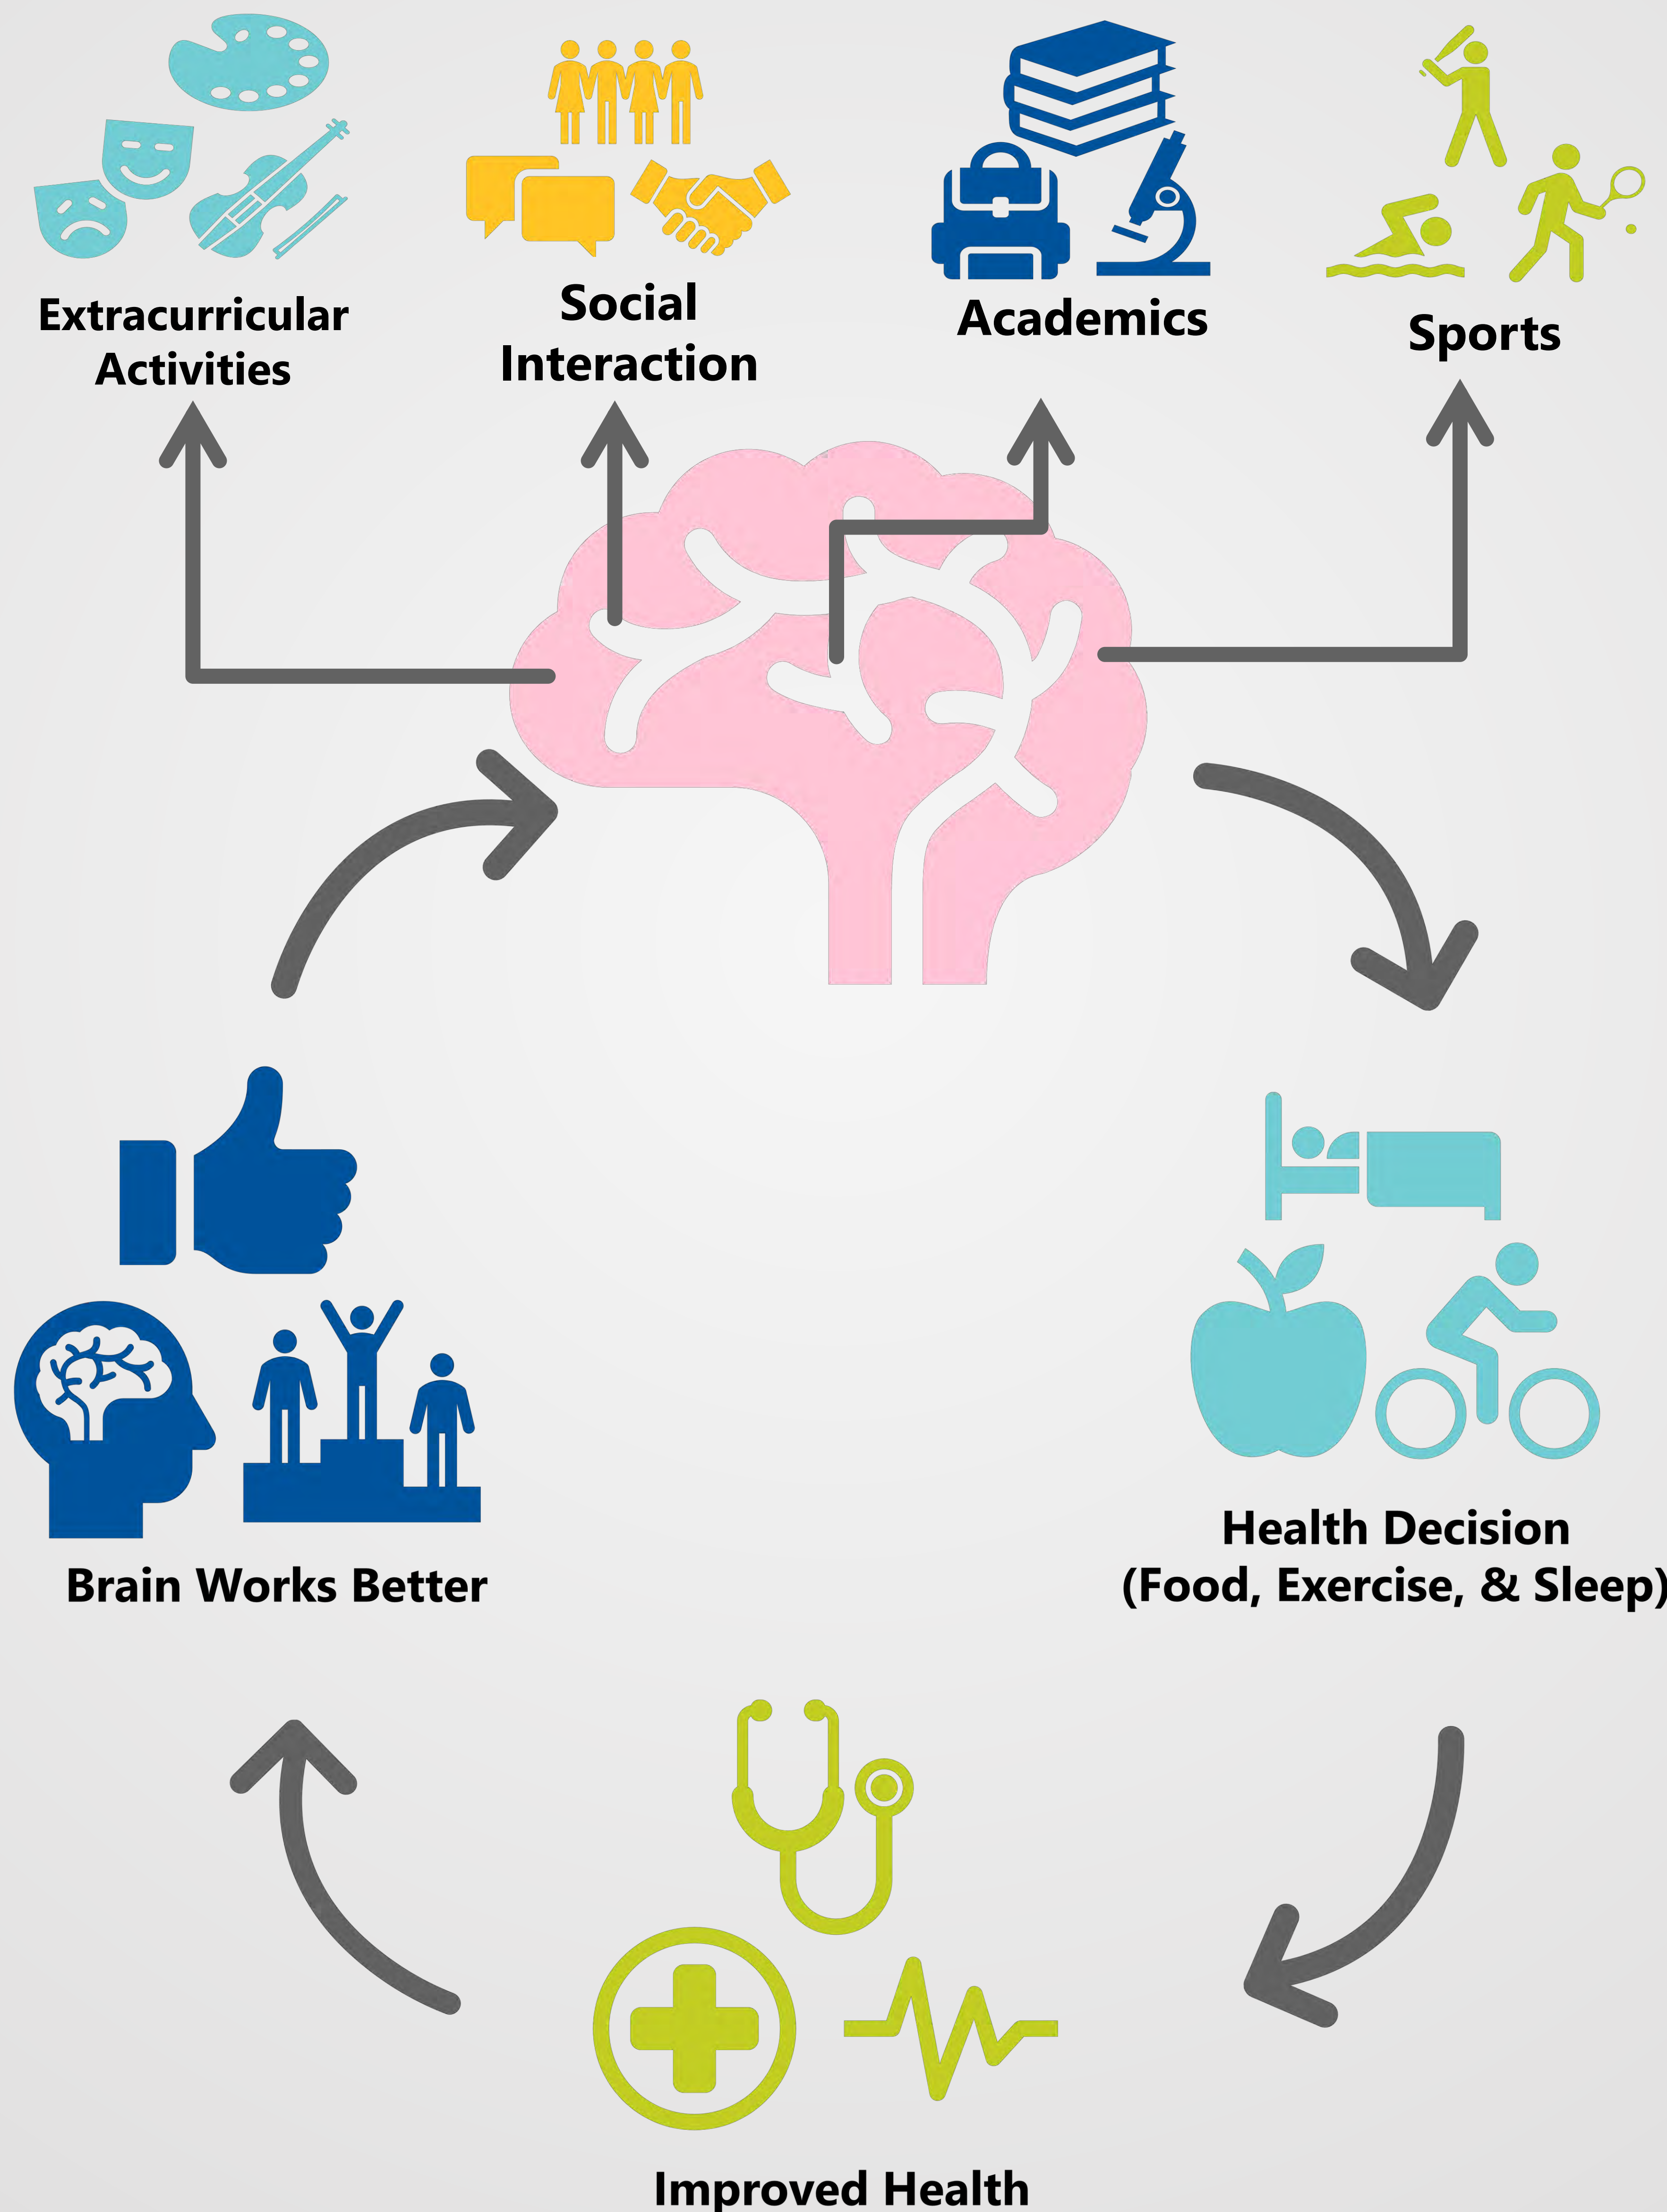 Extracurricular
Activities
Social
Interaction
Academics
Sports
Brain Works Better
Health Decision
(Food, Exercise, & Sleep)
Improved Health